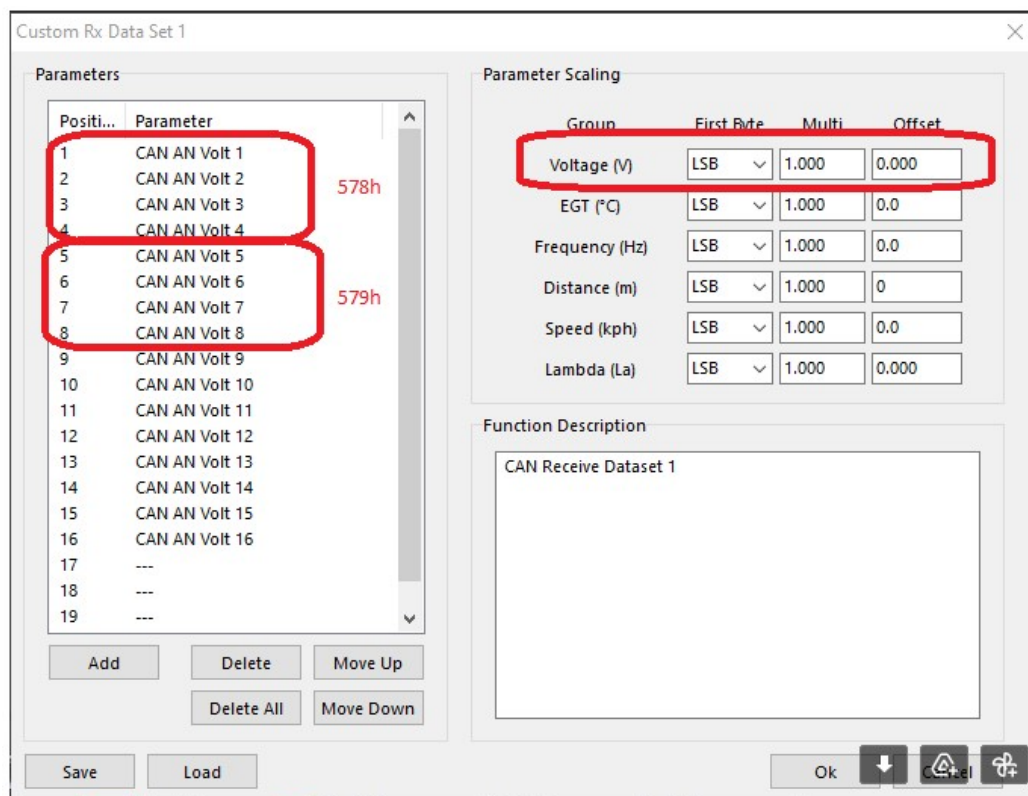 Custom Rx Data Set 1
Parameters
Positi... Parameter
1 CAN AN Volt 1
2 CAN AN Volt 2
3 CAN AN Volt 3
4 CAN AN Volt 4
5 CAN AN Volt 5
6 CAN AN Volt 6
7 CAN AN Volt 7
8 CAN AN Volt 8
9 CAN AN Volt 9
10 CAN AN Volt 10
11 CAN AN Volt 11
12 CAN AN Volt 12
13 CAN AN Volt 13
14 CAN AN Volt 14
15 CAN AN Volt 15
16 CAN AN Volt 16
17 ---
18 ---
19 ---
578h
579h
Add Delete Move Up
Delete All Move Down
Save Load
Parameter Scaling
Group First Byte Multi Offset
Voltage (V) LSB 1.000 0.000
EGT (°C) LSB 1.000 0.0
Frequency (Hz) LSB 1.000 0.0
Distance (m) LSB 1.000 0
Speed (kph) LSB 1.000 0.0
Lambda (La) LSB 1.000 0.000
Function Description
CAN Receive Dataset 1
Ok Cancel